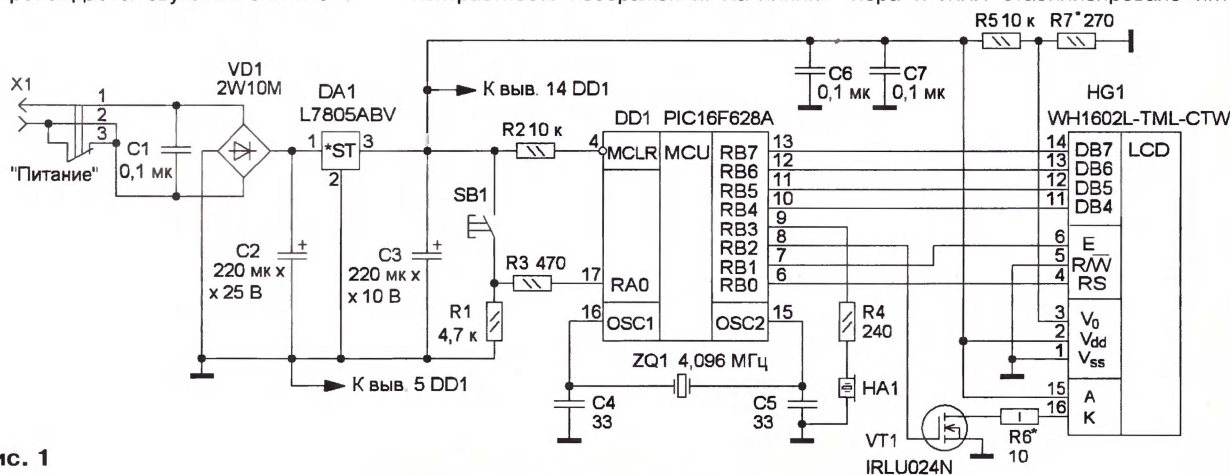 R5 10 к
R7* 270
X1
1
2
3
"Питание"
C1
0,1 мк
VD1
2W10M
DA1
L7805ABV
1
*ST
3
2
К выв. 14 DD1
C6
0,1 мк
C7
0,1 мк
HG1
WH1602L-TML-CTW
C2
220 мк х
х 25 В
C3
220 мк х
х 10 В
К выв. 5 DD1
SB1
R2 10 к
R3 470
R1
4,7 к
DD1 PIC16F628A
4
MCLR
MCU
RB7
13
RB6
12
RB5
11
RB4
10
RB3
9
RB2
8
RB1
7
RB0
6
17
RA0
16
OSC1
OSC2
15
ZQ1 4,096 МГц
C4
33
C5
33
R4
240
HA1
VT1
IRLU024N
R6*
10
14
DB7
LCD
13
DB6
12
DB5
11
DB4
6
E
5
R/W̅
4
RS
3
V0
2
Vdd
1
Vss
15
A
16
K
ис. 1